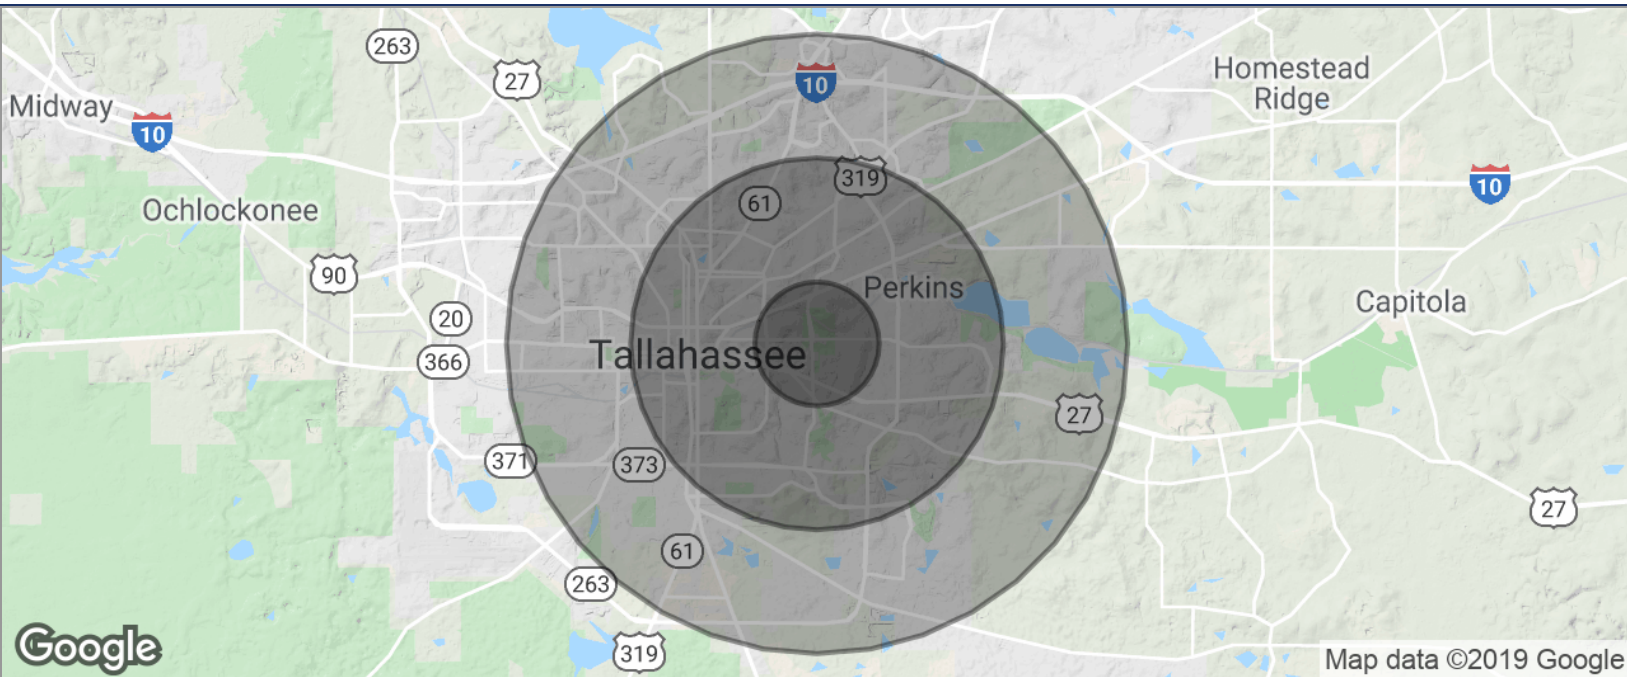 263
27
10
Homestead
Ridge
Midway
10
319
10
61
Ochlockonee
90
Perkins
Capitola
20
Tallahassee
366
27
371
373
27
61
263
319
Google
Map data ©2019 Google